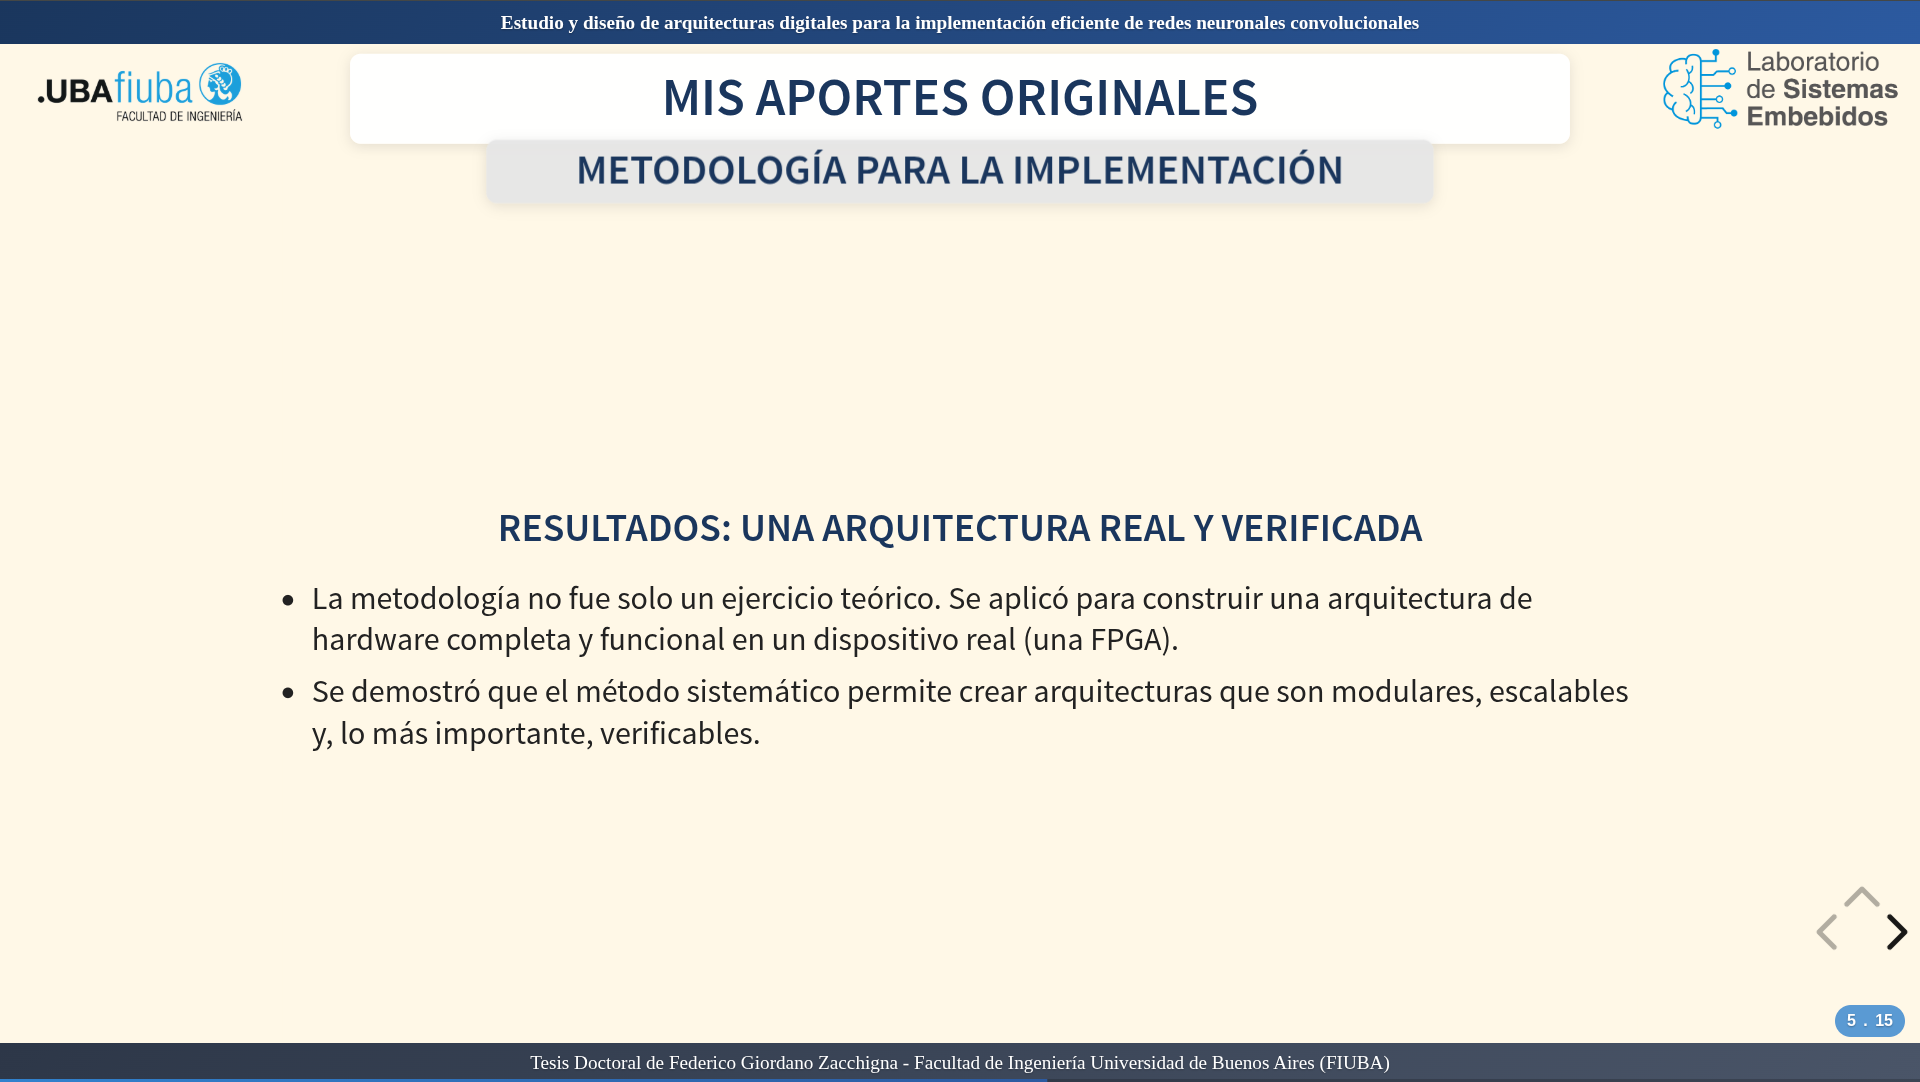 Estudio y diseño de arquitecturas digitales para la implementación eficiente de redes neuronales convolucionales
.UBAfiuba
FACULTAD DE INGENIERÍA
MIS APORTES ORIGINALES
Laboratorio
de Sistemas
Embebidos
METODOLOGÍA PARA LA IMPLEMENTACIÓN
RESULTADOS: UNA ARQUITECTURA REAL Y VERIFICADA
• La metodología no fue solo un ejercicio teórico. Se aplicó para construir una arquitectura de
hardware completa y funcional en un dispositivo real (una FPGA).
• Se demostró que el método sistemático permite crear arquitecturas que son modulares, escalables
y, lo más importante, verificables.
5 . 15
Tesis Doctoral de Federico Giordano Zacchigna - Facultad de Ingeniería Universidad de Buenos Aires (FIUBA)